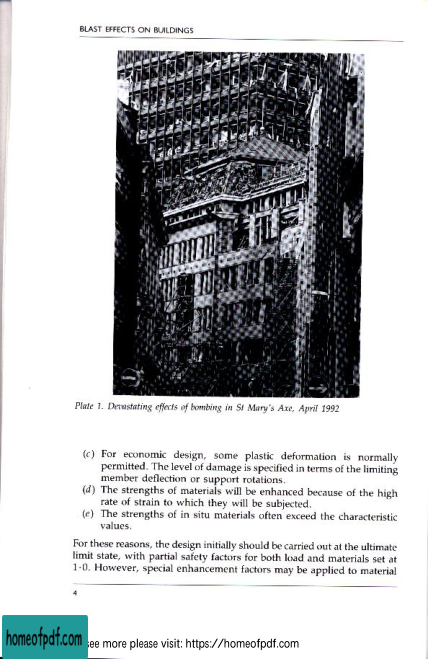 BLAST EFFECTS ON BUILDINGS
Plate 1. Devastating effects of bombing in St Mary's Axe, April 1992
(c) For economic design, some plastic deformation is normally
permitted. The level of damage is specified in terms of the limiting
member deflection or support rotations.
(d) The strengths of materials will be enhanced because of the high
rate of strain to which they will be subjected.
(e) The strengths of in situ materials often exceed the characteristic
values.
For these reasons, the design initially should be carried out at the ultimate
limit state, with partial safety factors for both load and materials set at
1·0. However, special enhancement factors may be applied to material
4
homeofpdf.com
see more please visit: https://homeofpdf.com